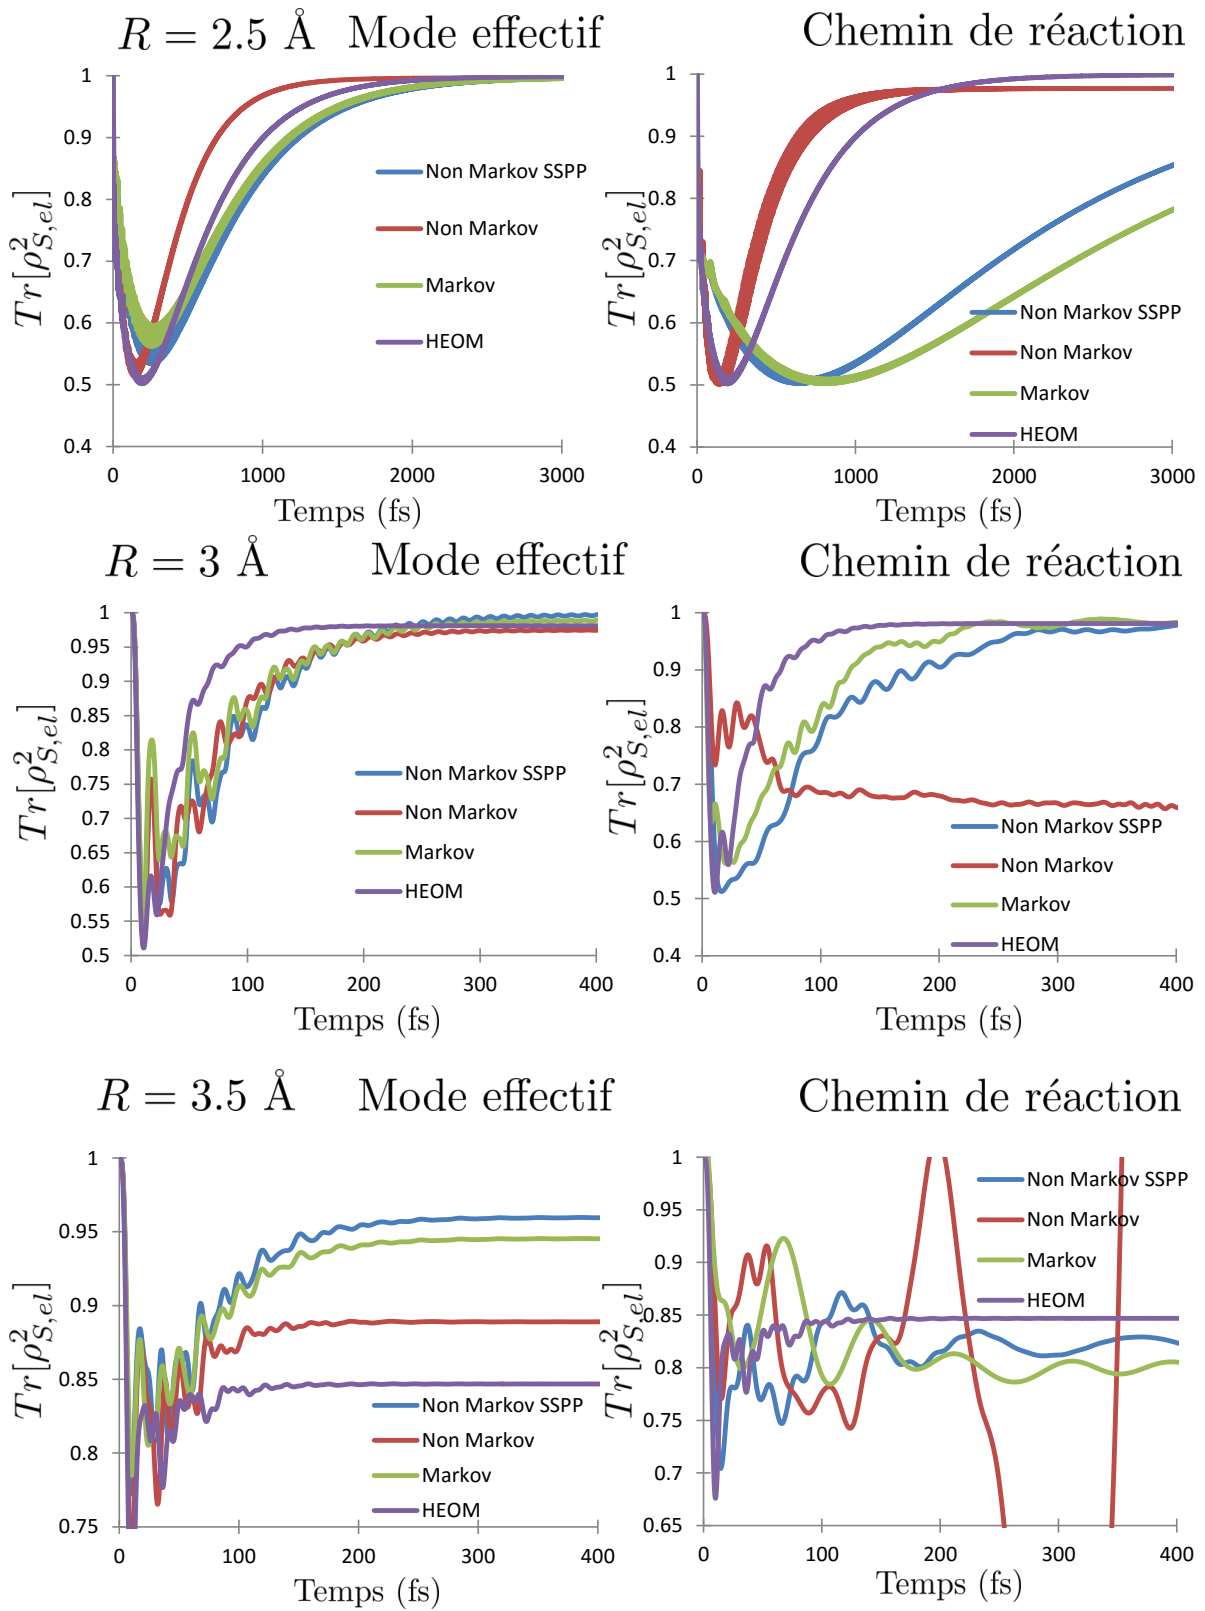 R = 2.5 Å Mode effectif
Chemin de réaction
Tr[ρ²S,el]
1
0.9
0.8
0.7
0.6
0.5
0.4
0 1000 2000 3000
Temps (fs)
Non Markov SSPP
Non Markov
Markov
HEOM
Tr[ρ²S,el]
1
0.9
0.8
0.7
0.6
0.5
0.4
0 1000 2000 3000
Temps (fs)
Non Markov SSPP
Non Markov
Markov
HEOM
R = 3 Å Mode effectif
Chemin de réaction
Tr[ρ²S,el]
1
0.95
0.9
0.85
0.8
0.75
0.7
0.65
0.6
0.55
0.5
0 100 200 300 400
Temps (fs)
Non Markov SSPP
Non Markov
Markov
HEOM
Tr[ρ²S,el]
1
0.9
0.8
0.7
0.6
0.5
0.4
0 100 200 300 400
Temps (fs)
Non Markov SSPP
Non Markov
Markov
HEOM
R = 3.5 Å Mode effectif
Chemin de réaction
Tr[ρ²S,el]
1
0.95
0.9
0.85
0.8
0.75
0 100 200 300 400
Temps (fs)
Non Markov SSPP
Non Markov
Markov
HEOM
Tr[ρ²S,el]
1
0.95
0.9
0.85
0.8
0.75
0.7
0.65
0 100 200 300 400
Temps (fs)
Non Markov SSPP
Non Markov
Markov
HEOM